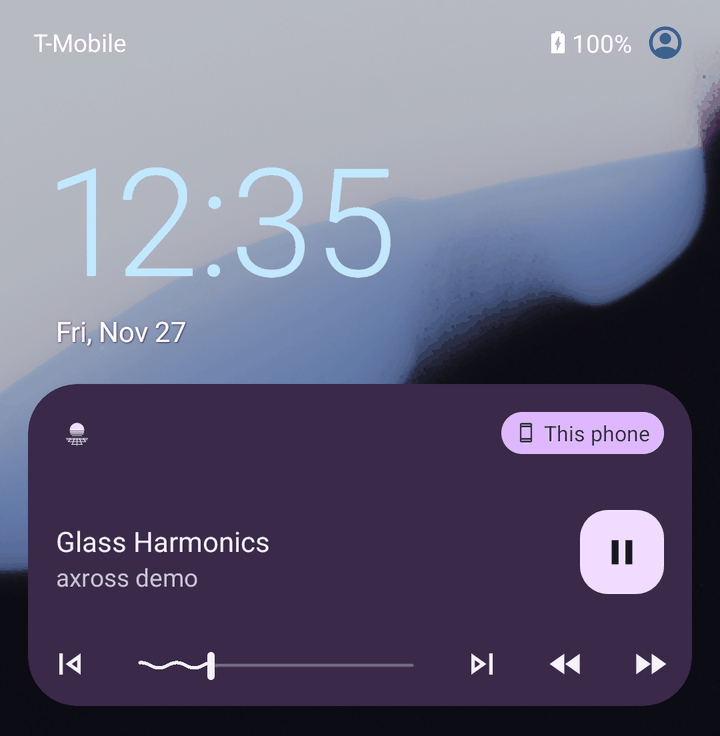 T-Mobile
100%
12:35
Fri, Nov 27
This phone
Glass Harmonics
axross demo